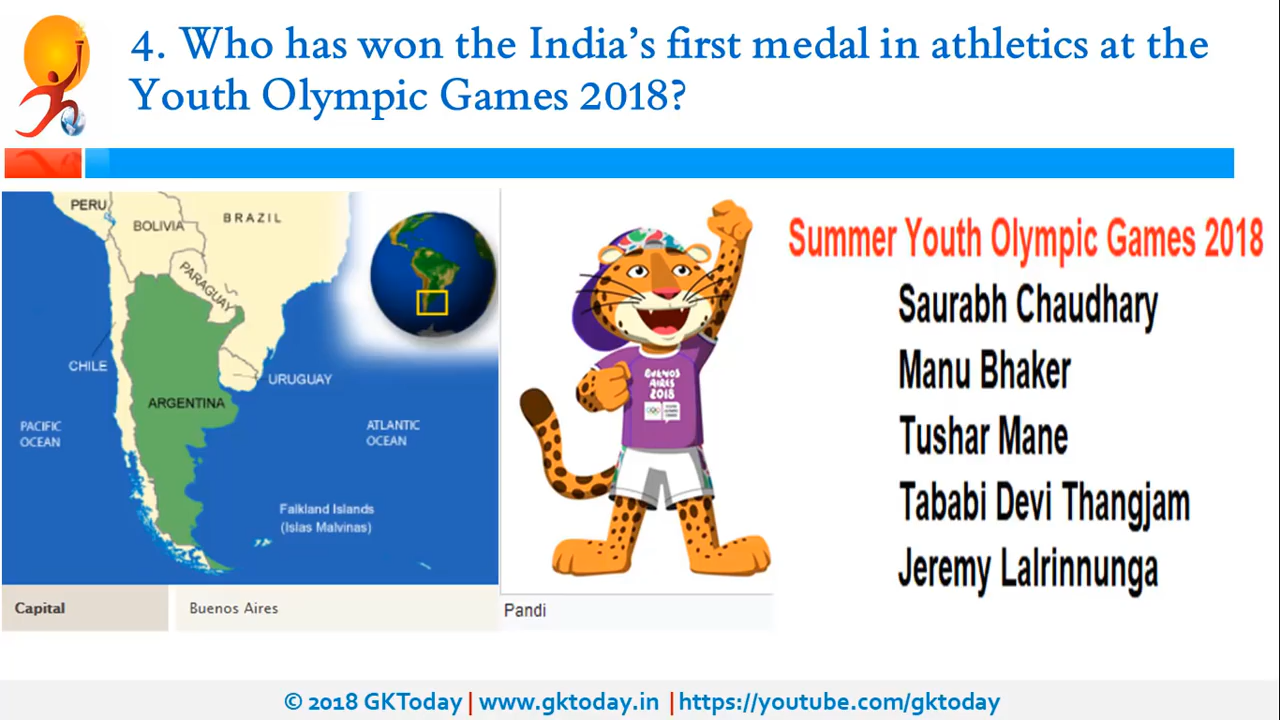 4. Who has won the India’s first medal in athletics at the
Youth Olympic Games 2018?
PERU
BOLIVIA
BRAZIL
PARAGUAY
CHILE
URUGUAY
ARGENTINA
PACIFIC
OCEAN
ATLANTIC
OCEAN
Falkland Islands
(Islas Malvinas)
Capital
Buenos Aires
BUENOS
AIRES
2018
Pandi
Summer Youth Olympic Games 2018
Saurabh Chaudhary
Manu Bhaker
Tushar Mane
Tababi Devi Thangjam
Jeremy Lalrinnunga
© 2018 GKToday | www.gktoday.in | https://youtube.com/gktoday